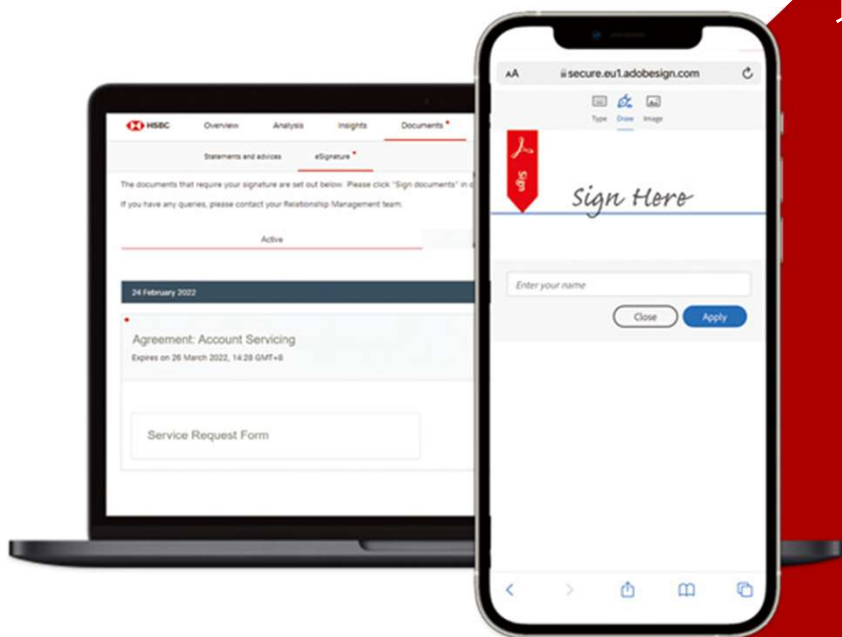 HSBC
Overview Analysis Insights Documents
Statements and advices eSignature
The documents that require your signature are set out below. Please click "Sign documents" in
If you have any queries, please contact your Relationship Management team.
Active
24 February 2022
Agreement: Account Servicing
Expires on 26 March 2022, 14:28 GMT+8
Service Request Form
AA secure.eu1.adobesign.com
Type Draw Image
Sign
Sign Here
Enter your name
Close Apply